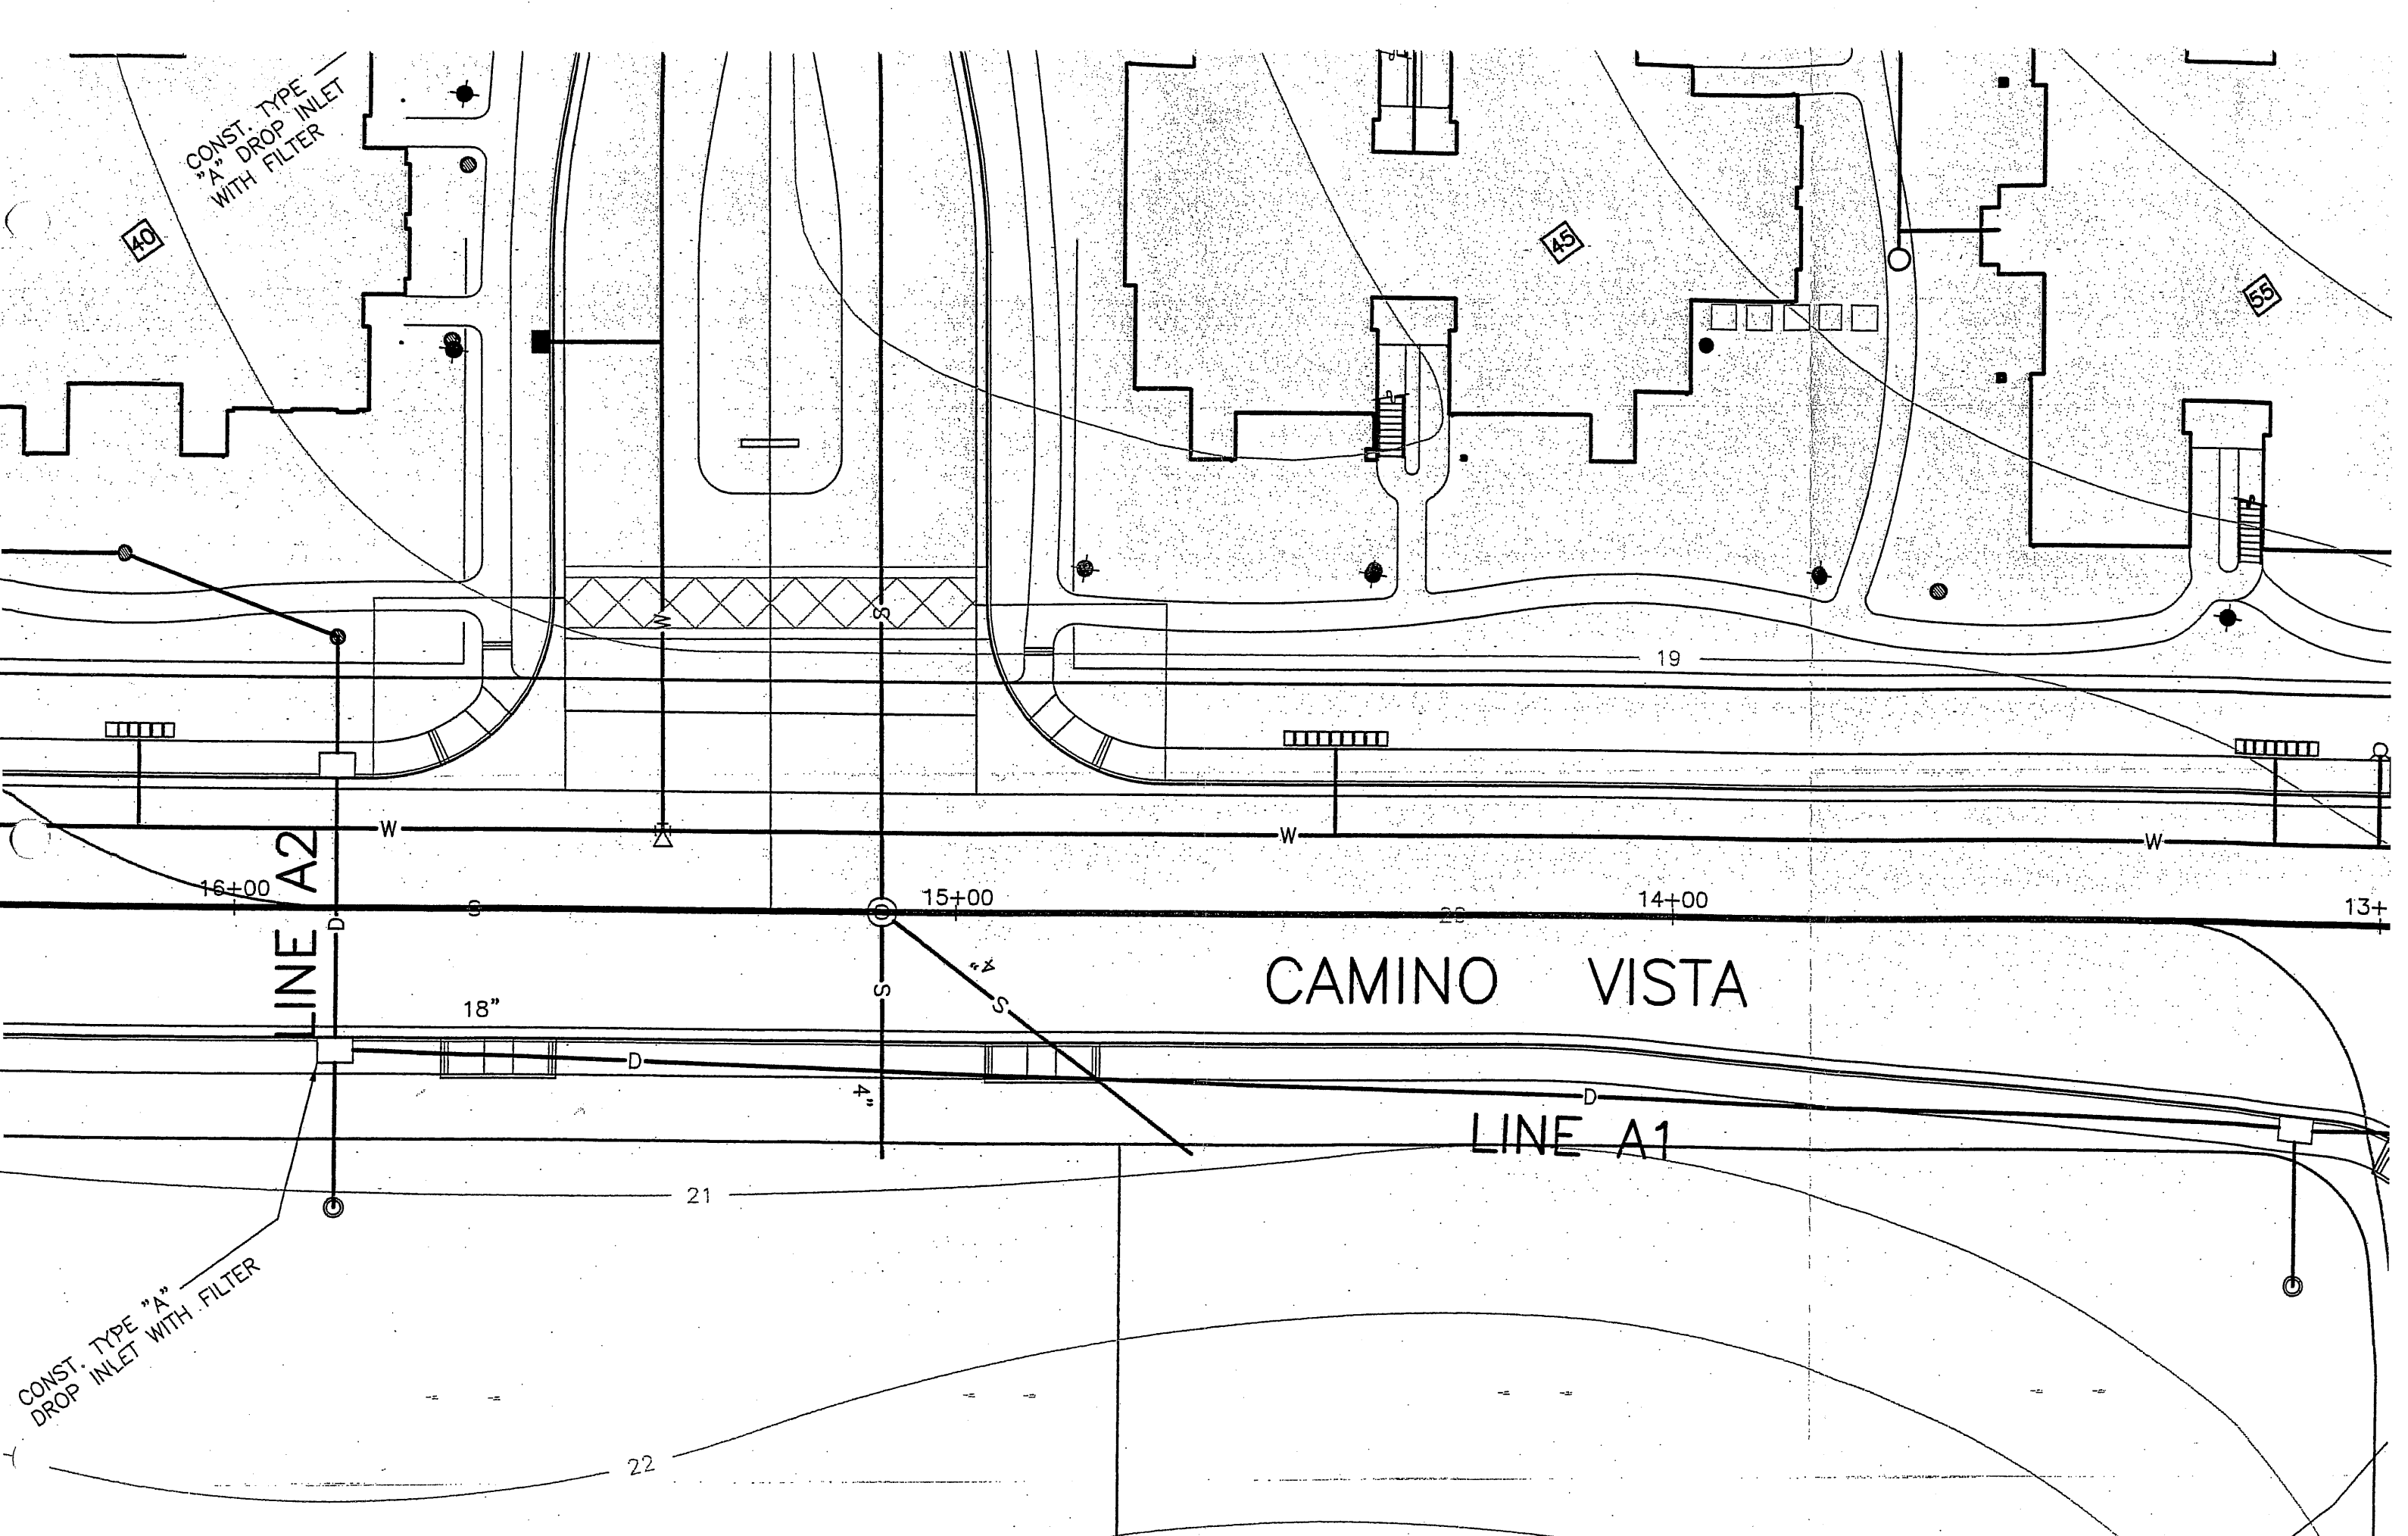 CONST. TYPE
"A" DROP INLET
WITH FILTER
40
45
55
W
S
19
W
W
W
16+00
LINE A2
D
S
15+00
14+00
13+
CAMINO VISTA
4"
S
S
18"
D
4"
D
LINE A1
21
CONST. TYPE "A"
DROP INLET WITH FILTER
22